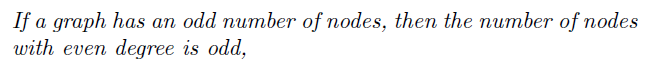 If a graph has an odd number of nodes, then the number of nodes
with even degree is odd,